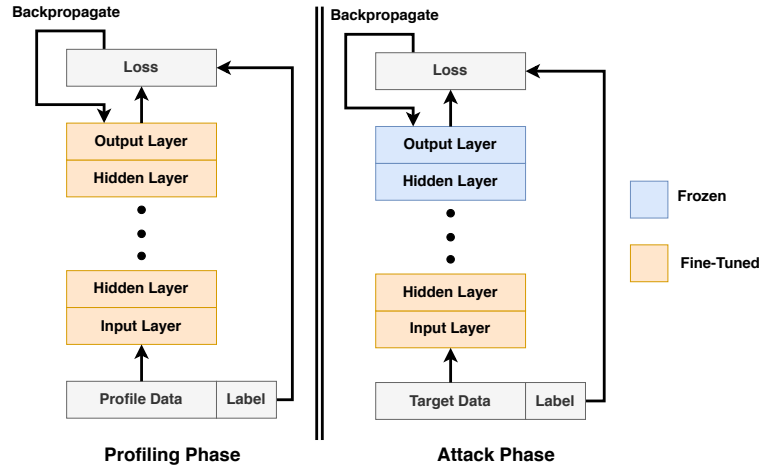 Backpropagate
Loss
Output Layer
Hidden Layer
Hidden Layer
Input Layer
Profile Data
Label
Profiling Phase
Backpropagate
Loss
Output Layer
Hidden Layer
Hidden Layer
Input Layer
Target Data
Label
Attack Phase
Frozen
Fine-Tuned